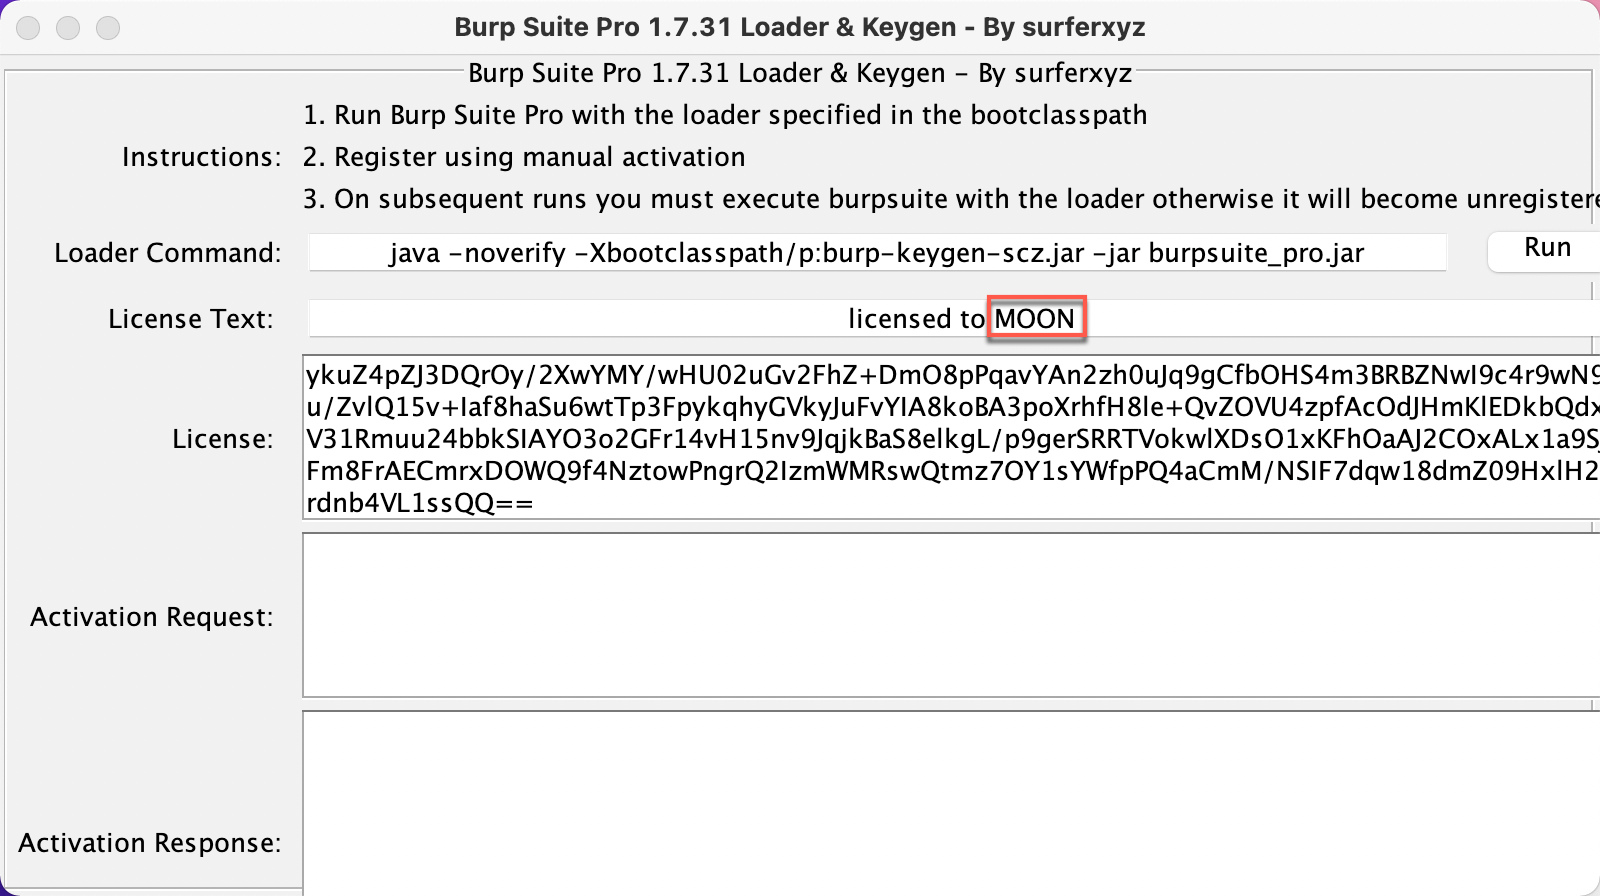 Burp Suite Pro 1.7.31 Loader & Keygen - By surferxyz
Burp Suite Pro 1.7.31 Loader & Keygen - By surferxyz
Instructions:
1. Run Burp Suite Pro with the loader specified in the bootclasspath
2. Register using manual activation
3. On subsequent runs you must execute burpsuite with the loader otherwise it will become unregistere
Loader Command: java -noverify -Xbootclasspath/p:burp-keygen-scz.jar -jar burpsuite_pro.jar Run
License Text: licensed to MOON
License:
ykuZ4pZJ3DQrOy/2XwYMY/wHU02uGv2FhZ+DmO8pPqavYAn2zh0uJq9gCfbOHS4m3BRBZNwI9c4r9wN9
u/ZvlQ15v+Iaf8haSu6wtTp3FpykqhyGVkyJuFvYIA8koBA3poXrhfH8le+QvZOVU4zpfAcOdJHmKlEDkbQdx
V31Rmuu24bbkSIAYO3o2GFr14vH15nv9JqjkBaS8elkgL/p9gerSRRTVokwlXDsO1xKFhOaAJ2COxALx1a9S
Fm8FrAECmrxDOWQ9f4NztowPngrQ2IzmWMRswQtmz7OY1sYWfpPQ4aCmM/NSIF7dqw18dmZ09HxlH2
rdnb4VL1ssQQ==
Activation Request:
Activation Response: